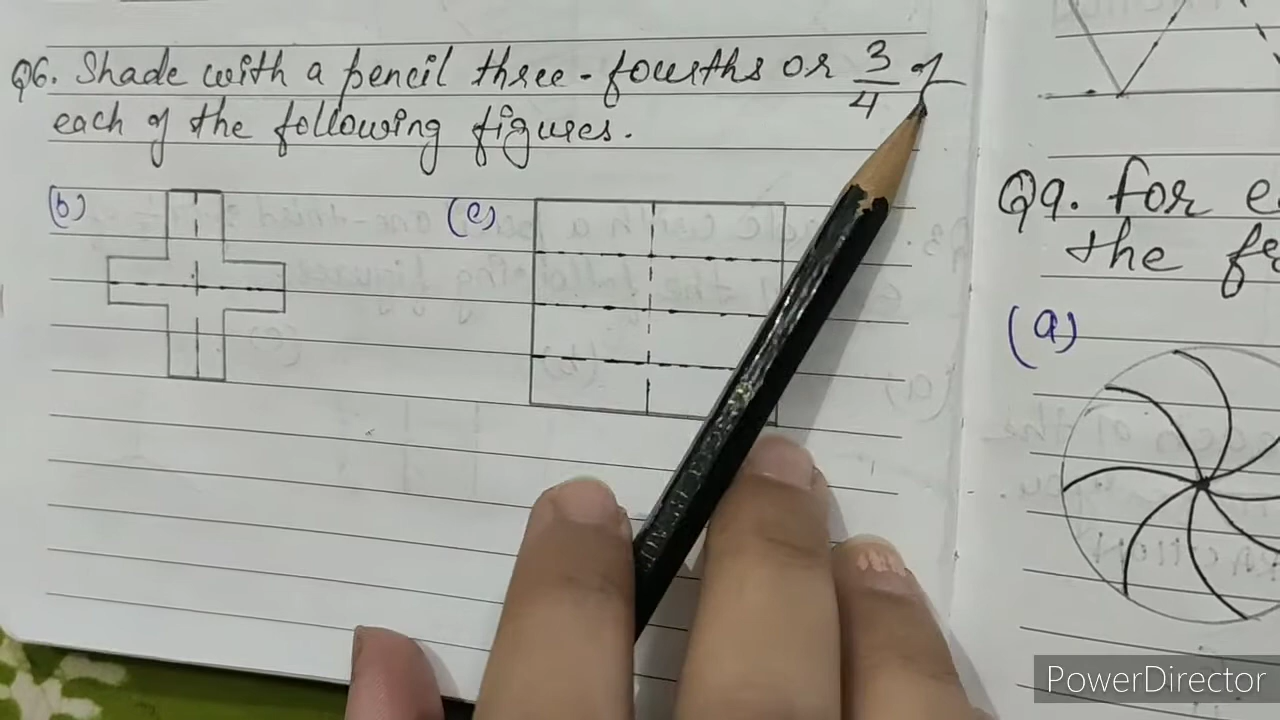 Q6. Shade with a pencil three-fourths or 3/4 of
each of the following figures.
(b)
(e)
Q9. For e
the fr
(a)
PowerDirector